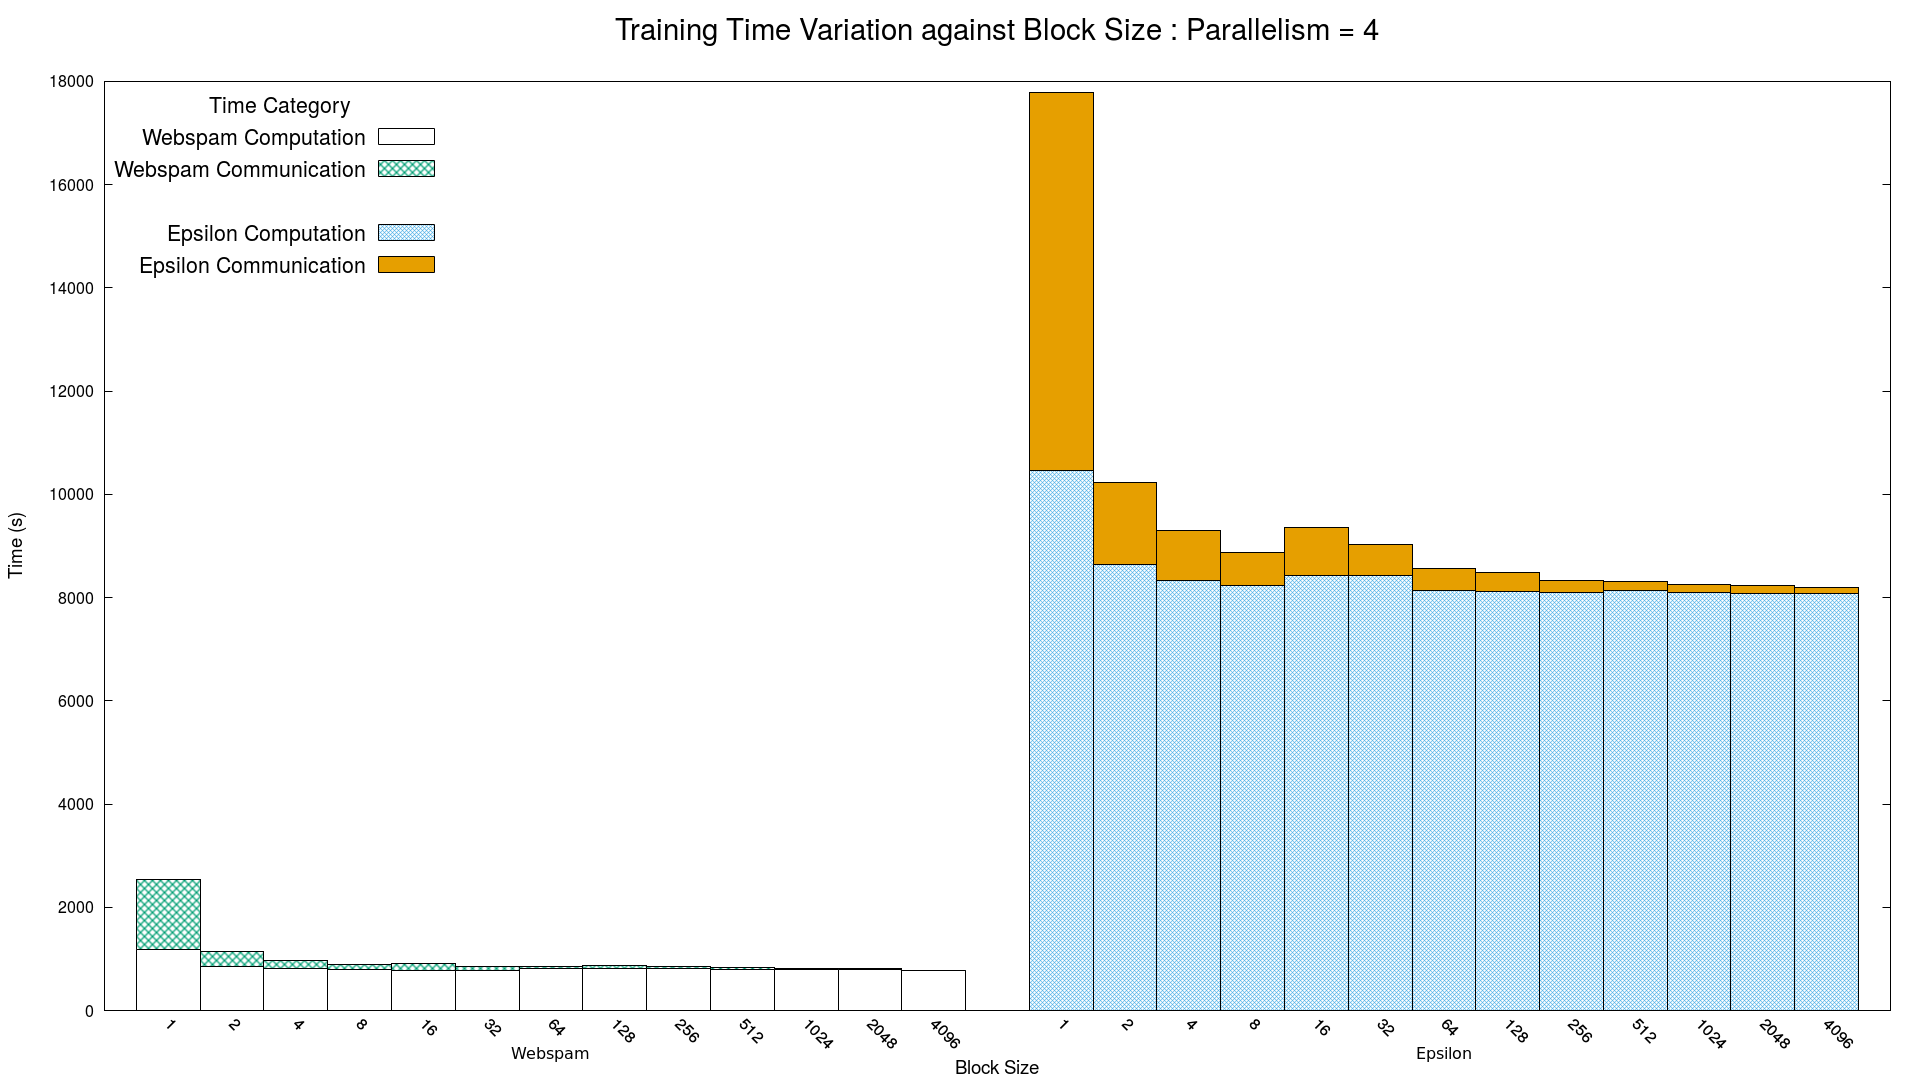 Training Time Variation against Block Size : Parallelism = 4
Time Category
Webspam Computation
Webspam Communication
Epsilon Computation
Epsilon Communication
Time (s)
18000
16000
14000
12000
10000
8000
6000
4000
2000
0
1 2 4 8 16 32 64 128 256 512 1024 2048 4096 1 2 4 8 16 32 64 128 256 512 1024 2048 4096
Webspam Epsilon
Block Size